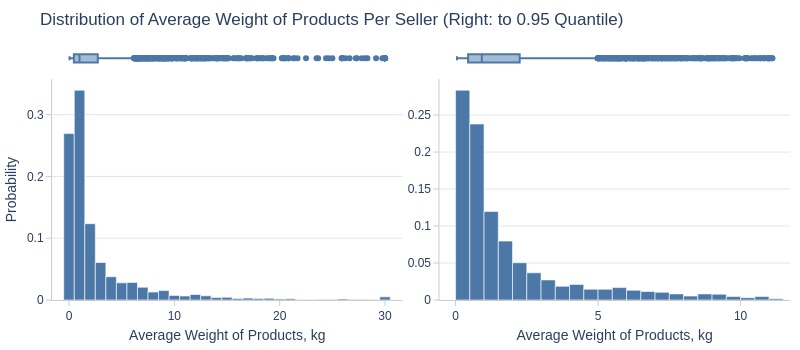 Distribution of Average Weight of Products Per Seller (Right: to 0.95 Quantile)
Probability
0.3
0.2
0.1
0
0 10 20 30
Average Weight of Products, kg
0.25
0.2
0.15
0.1
0.05
0
0 5 10
Average Weight of Products, kg